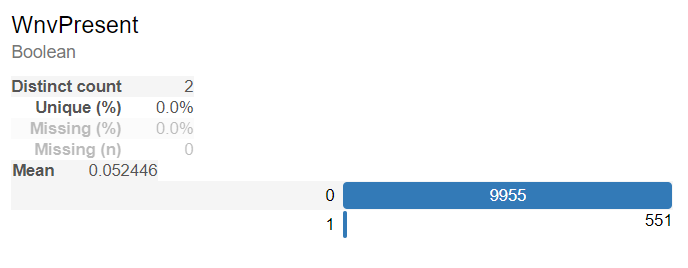 WnvPresent
Boolean
Distinct count 2
Unique (%) 0.0%
Missing (%) 0.0%
Missing (n) 0
Mean 0.052446
0 9955
1 551